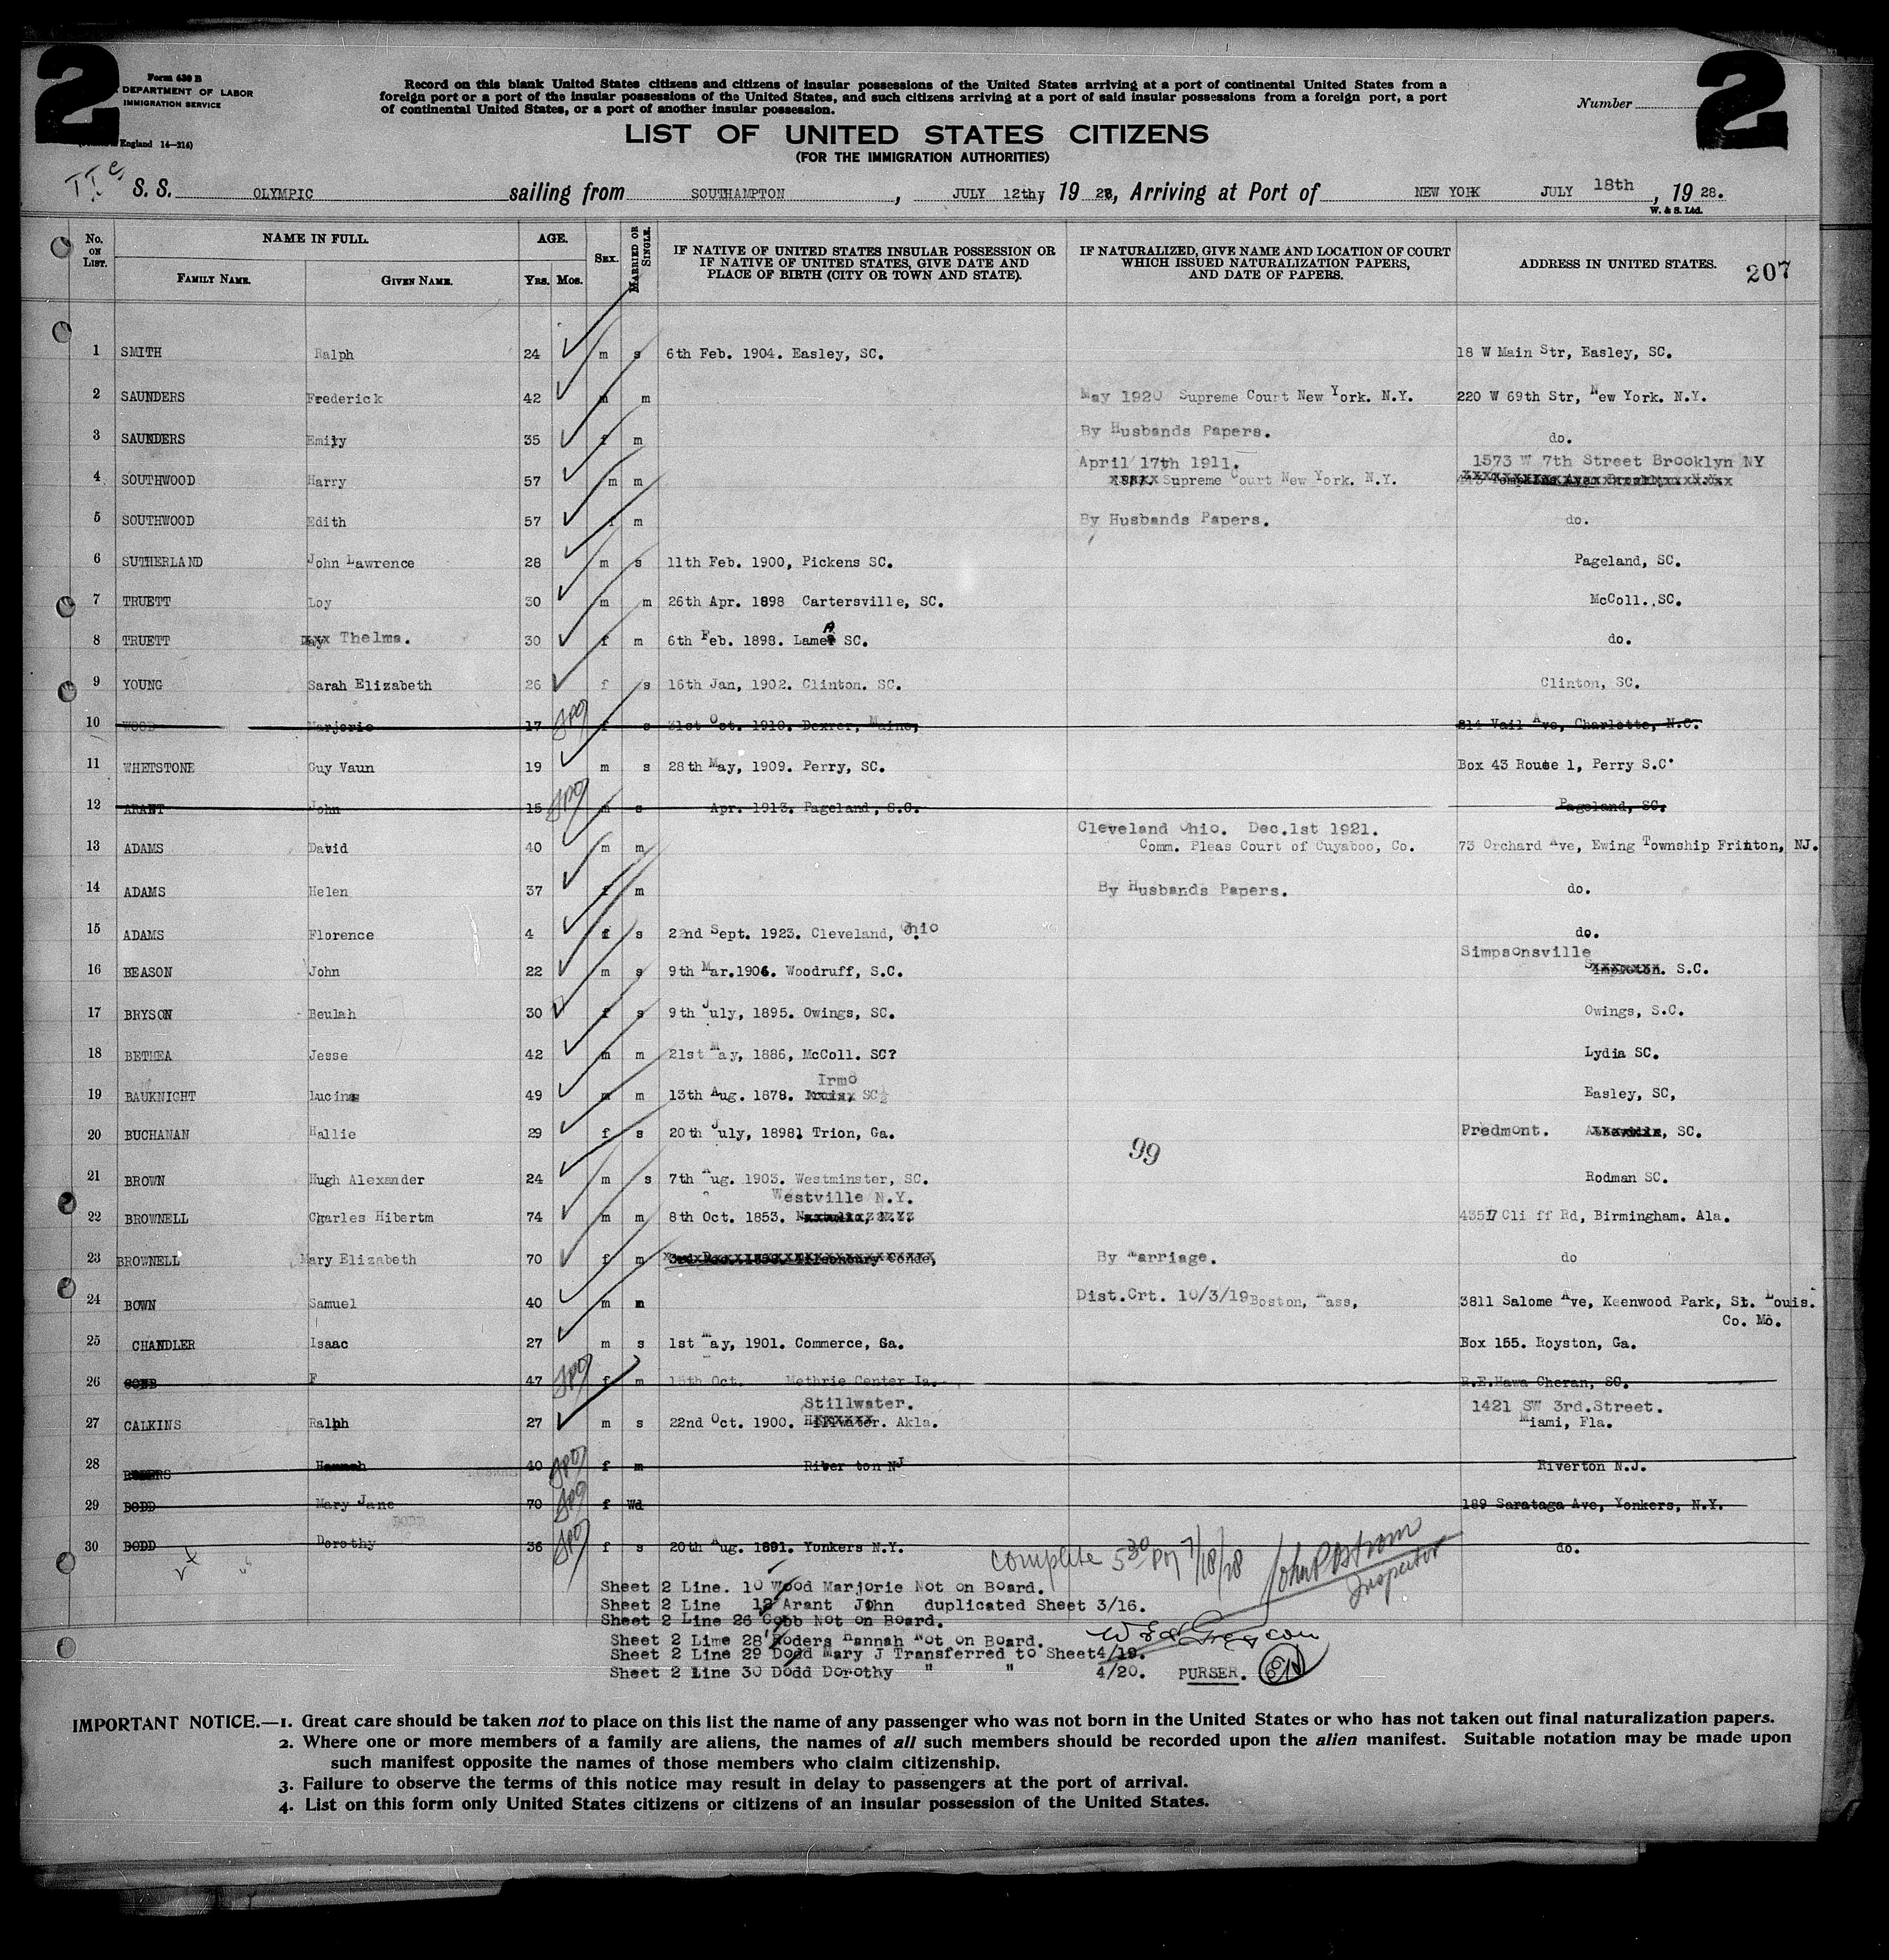 2 2
Form 630 B
DEPARTMENT OF LABOR
IMMIGRATION SERVICE
England 14—214)
Record on this blank United States citizens and citizens of insular possessions of the United States arriving at a port of continental United States from a
foreign port or a port of the insular possessions of the United States, and such citizens arriving at a port of said insular possessions from a foreign port, a port
of continental United States, or a port of another insular possession.
Number
LIST OF UNITED STATES CITIZENS
(FOR THE IMMIGRATION AUTHORITIES)
S. S. OLYMPIC sailing from SOUTHAMPTON, JULY 12thy 19 28, Arriving at Port of NEW YORK JULY 18th, 19 28.
W. & S. Ltd.
No. ON LIST. NAME IN FULL. AGE. SEX. MARRIED OR SINGLE. IF NATIVE OF UNITED STATES INSULAR POSSESSION OR IF NATIVE OF UNITED STATES, GIVE DATE AND PLACE OF BIRTH (CITY OR TOWN AND STATE). IF NATURALIZED, GIVE NAME AND LOCATION OF COURT WHICH ISSUED NATURALIZATION PAPERS, AND DATE OF PAPERS. ADDRESS IN UNITED STATES. 207
FAMILY NAME. GIVEN NAME. YRS. MOS.
1 SMITH Ralph 24 m s 6th Feb. 1904. Easley, SC. 18 W Main Str, Easley, SC.
2 SAUNDERS Frederick 42 m m May 1920 Supreme Court New York. N.Y. 220 W 69th Str, New York. N.Y.
3 SAUNDERS Emily 35 f m By Husbands Papers. do.
April 17th 1911. 1573 W 7th Street Brooklyn NY
4 SOUTHWOOD Harry 57 m m Supreme Court New York. N.Y.
5 SOUTHWOOD Edith 57 f m By Husbands Papers. do.
6 SUTHERLAND John Lawrence 28 m s 11th Feb. 1900, Pickens SC. Pageland, SC.
7 TRUETT Loy 30 m m 26th Apr. 1898 Cartersville, SC. McColl., SC.
8 TRUETT Thelma. 30 f m 6th Feb. 1898. Lamar SC. do.
9 YOUNG Sarah Elizabeth 26 f s 16th Jan, 1902. Clinton. SC. Clinton, SC.
10 WOOD Marjorie 17 f s 31st Oct. 1910. Dexrer, Maine, 814 Vail Ave, Charlotte, N.C.
11 WHETSTONE Guy Vaun 19 m s 28th May, 1909. Perry, SC. Box 43 Rouse 1, Perry S.C.
12 ARANT John 15 m s Apr. 1913. Pageland, S.C. Pageland, SC.
Cleveland Ohio. Dec.1st 1921.
13 ADAMS David 40 m m Comm. Pleas Court of Cuyaboo, Co. 73 Orchard Ave, Ewing Township Frinton, NJ.
14 ADAMS Helen 37 f m By Husbands Papers. do.
15 ADAMS Florence 4 f s 22nd Sept. 1923. Cleveland, Ohio do.
Simpsonsville
16 BEASON John 22 m s 9th Mar.1906. Woodruff, S.C. S.C.
17 BRYSON Beulah 30 f s 9th July, 1895. Owings, SC. Owings, S.C.
18 BETHEA Jesse 42 m m 21st May, 1886, McColl. SC? Lydia SC.
Irmo
19 BAUKNIGHT lucins 49 m m 13th Aug. 1878. SC½ Easley, SC,
20 BUCHANAN Hallie 29 f s 20th July, 1898. Trion, Ga. Predmont. SC.
99
21 BROWN Hugh Alexander 24 m s 7th Aug. 1903. Westminster, SC. Rodman SC.
Westville N.Y.
22 BROWNELL Charles Hibertm 74 m m 8th Oct. 1853. 4351 Cliff Rd, Birmingham. Ala.
23 BROWNELL Mary Elizabeth 70 f m By Marriage. do
24 BOWN Samuel 40 m m Dist.Crt. 10/3/19 Boston, Mass, 3811 Salome Ave, Keenwood Park, St. Louis.
Co. Mo.
25 CHANDLER Isaac 27 m s 1st May, 1901. Commerce, Ga. Box 155. Royston, Ga.
26 COBB F 47 f m 15th Oct. Methrie Center Ia. R.E.Hawa Cheran, SC.
Stillwater. 1421 SW 3rd.Street.
27 CALKINS Ralph 27 m s 22nd Oct. 1900. Akla. Miami, Fla.
28 RODERS Hannah 40 f m River ton NJ Riverton N.J.
29 DODD Mary Jane 70 f Wd 189 Sarataga Ave, Yonkers, N.Y.
30 DODD Dorothy 36 f s 20th Aug. 1891. Yonkers N.Y. do.
complete 5 30 PM 7/18/28 John P Ostrom Inspector
Sheet 2 Line. 10 Wood Marjorie Not on Board.
Sheet 2 Line 12 Arant John duplicated Sheet 3/16.
Sheet 2 Line 26 Cobb Not on Board.
Sheet 2 Lime 28 Roders Hannah Not on Board.
Sheet 2 Line 29 Dodd Mary J Transferred to Sheet 4/19.
Sheet 2 Line 30 Dodd Dorothy " " 4/20. PURSER.
IMPORTANT NOTICE.—1. Great care should be taken not to place on this list the name of any passenger who was not born in the United States or who has not taken out final naturalization papers.
2. Where one or more members of a family are aliens, the names of all such members should be recorded upon the alien manifest. Suitable notation may be made upon
such manifest opposite the names of those members who claim citizenship.
3. Failure to observe the terms of this notice may result in delay to passengers at the port of arrival.
4. List on this form only United States citizens or citizens of an insular possession of the United States.